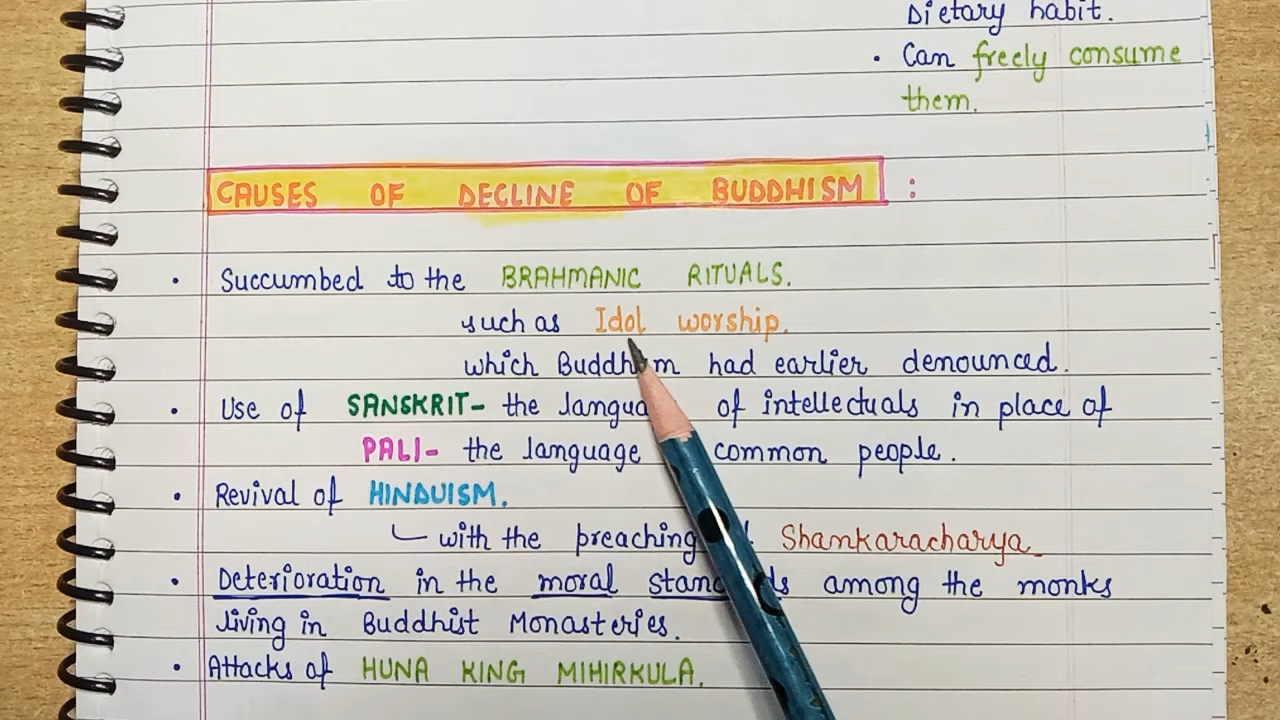 Dietary habit.
• Can freely consume
them.
CAUSES OF DECLINE OF BUDDHISM :
• Succumbed to the BRAHMANIC RITUALS.
such as Idol worship.
which Buddhism had earlier denounced.
• Use of SANSKRIT- the langua of intellectuals in place of
PALI- the language common people.
• Revival of HINDUISM.
with the preaching Shankaracharya
• Deterioration in the moral standards among the monks
living in Buddhist Monasteries.
• Attacks of HUNA KING MIHIRKULA.